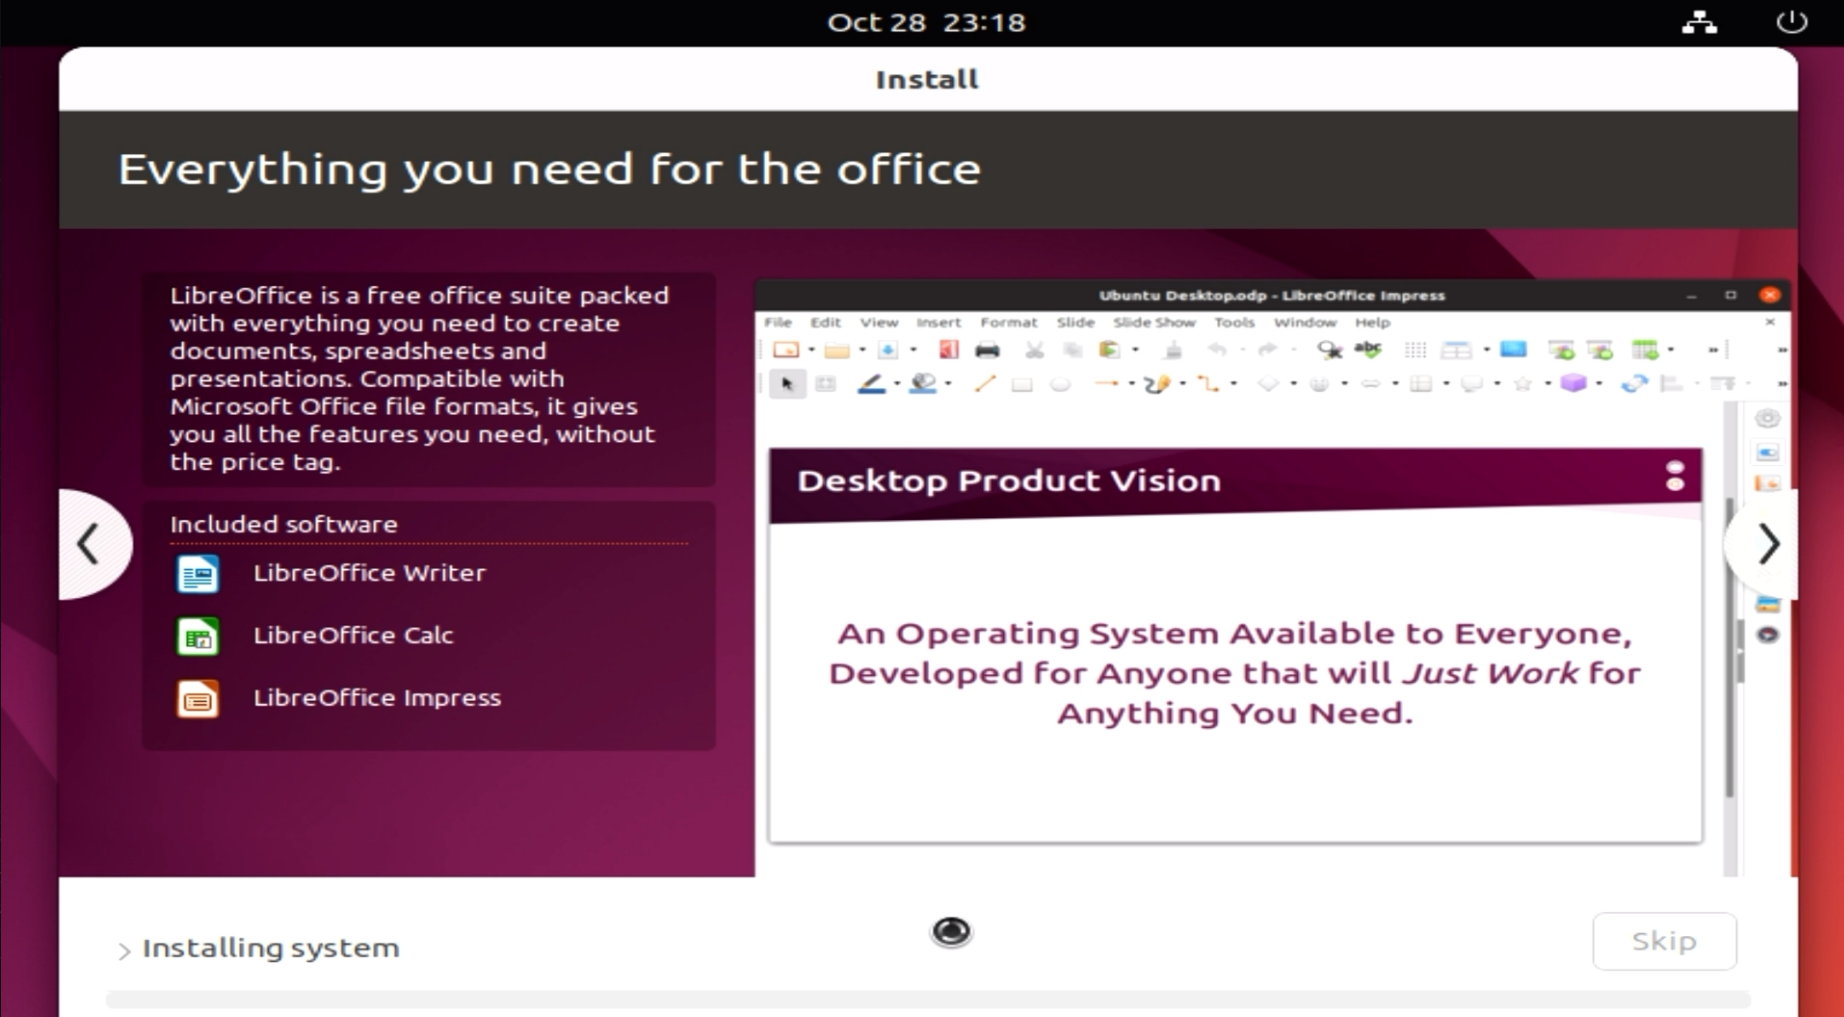 Oct 28 23:18
Install
Everything you need for the office
LibreOffice is a free office suite packed
with everything you need to create
documents, spreadsheets and
presentations. Compatible with
Microsoft Office file formats, it gives
you all the features you need, without
the price tag.
Included software
LibreOffice Writer
LibreOffice Calc
LibreOffice Impress
Ubuntu Desktop.odp - LibreOffice Impress
File Edit View Insert Format Slide Slide Show Tools Window Help
abc
Desktop Product Vision
An Operating System Available to Everyone,
Developed for Anyone that will Just Work for
Anything You Need.
Installing system
Skip